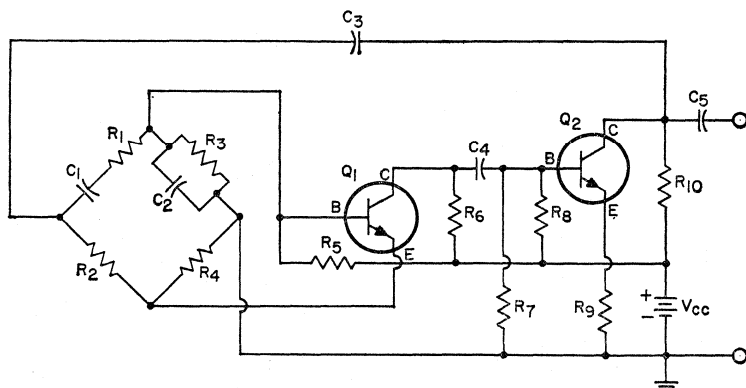 C3
C5
Q2
C
R1
R3
C4
B
Q1
C
C1
C2
R10
B
R6
R8
E
R5
E
R2
R4
R7
R9
+
-
Vcc